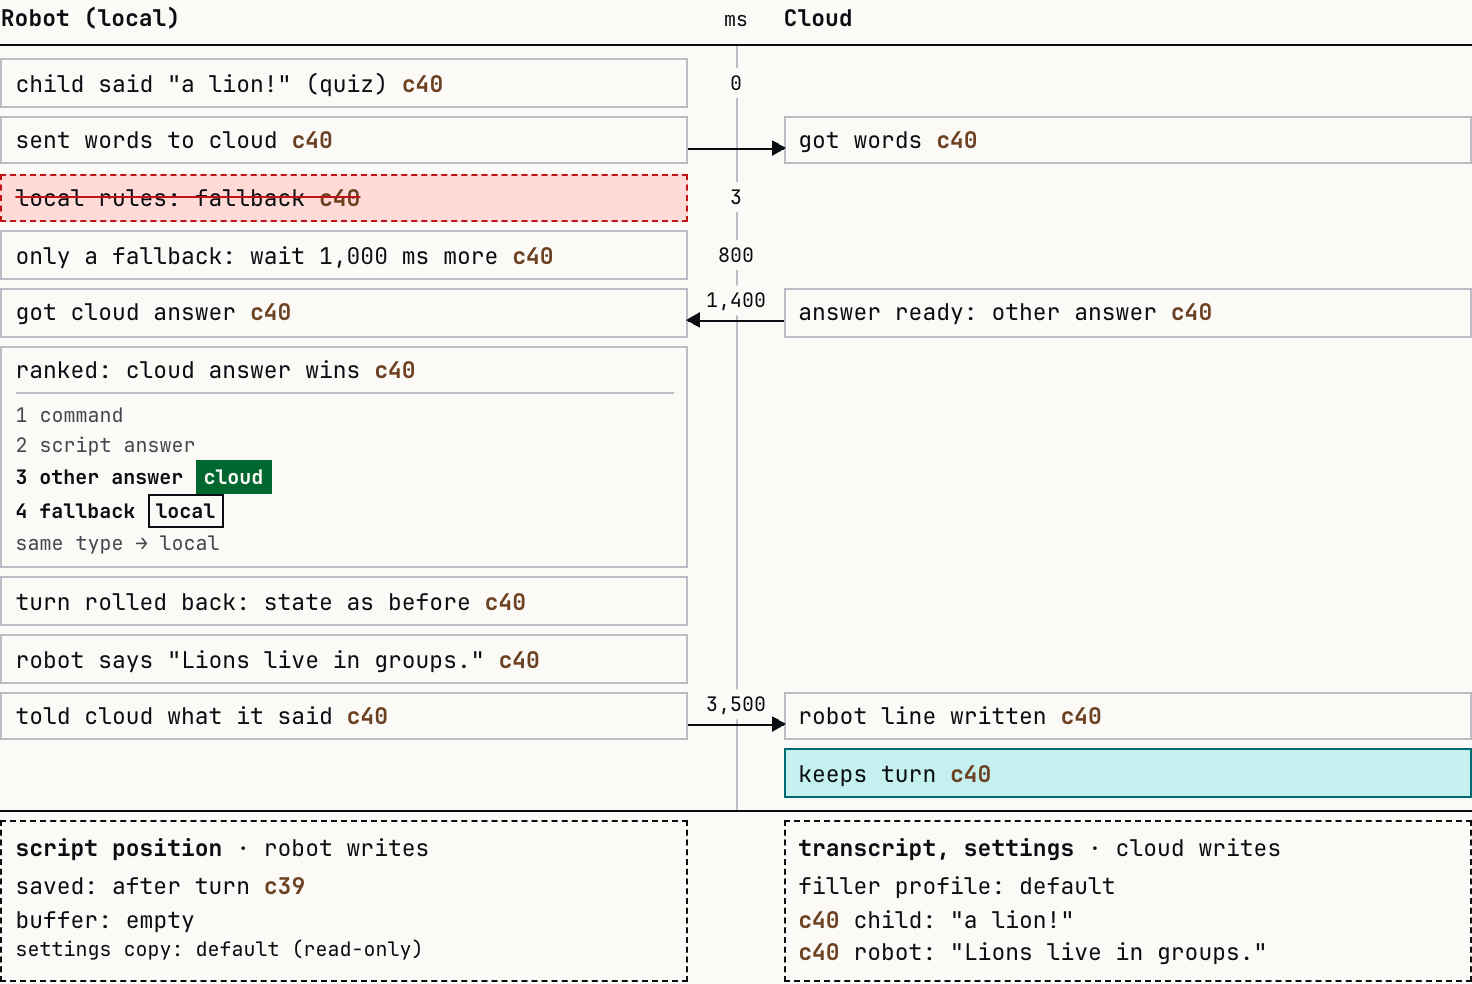 Robot (local) ms Cloud
child said "a lion!" (quiz) c40 0
sent words to cloud c40 got words c40
local rules: fallback c40 3
only a fallback: wait 1,000 ms more c40 800
got cloud answer c40 1,400 answer ready: other answer c40
ranked: cloud answer wins c40
1 command
2 script answer
3 other answer cloud
4 fallback local
same type → local
turn rolled back: state as before c40
robot says "Lions live in groups." c40
told cloud what it said c40 3,500 robot line written c40
keeps turn c40
script position · robot writes
saved: after turn c39
buffer: empty
settings copy: default (read-only)
transcript, settings · cloud writes
filler profile: default
c40 child: "a lion!"
c40 robot: "Lions live in groups."